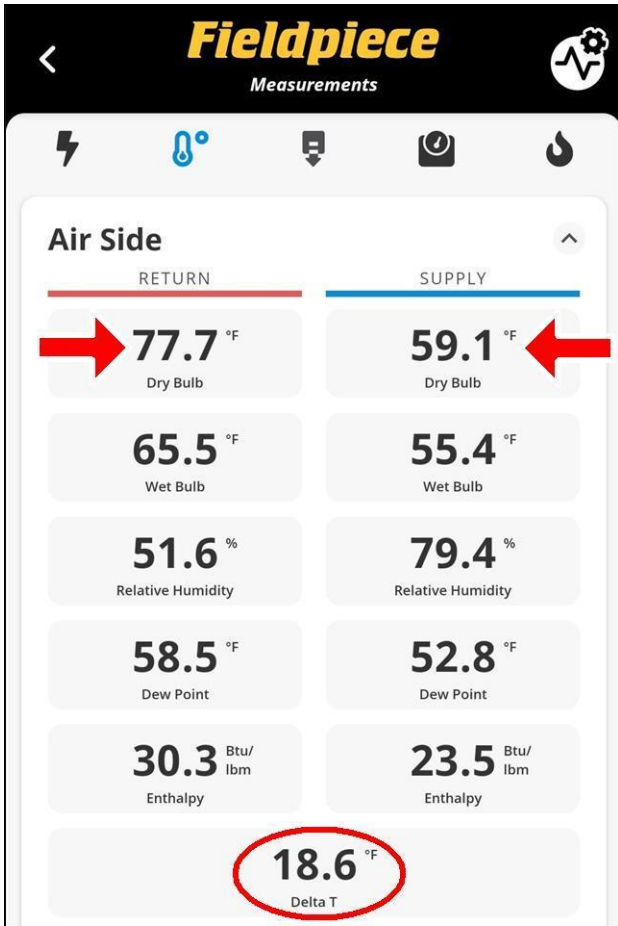 Fieldpiece
Measurements
Air Side
RETURN
SUPPLY
77.7 °F
Dry Bulb
59.1 °F
Dry Bulb
65.5 °F
Wet Bulb
55.4 °F
Wet Bulb
51.6 %
Relative Humidity
79.4 %
Relative Humidity
58.5 °F
Dew Point
52.8 °F
Dew Point
30.3 Btu/
lbm
Enthalpy
23.5 Btu/
lbm
Enthalpy
18.6 °F
Delta T